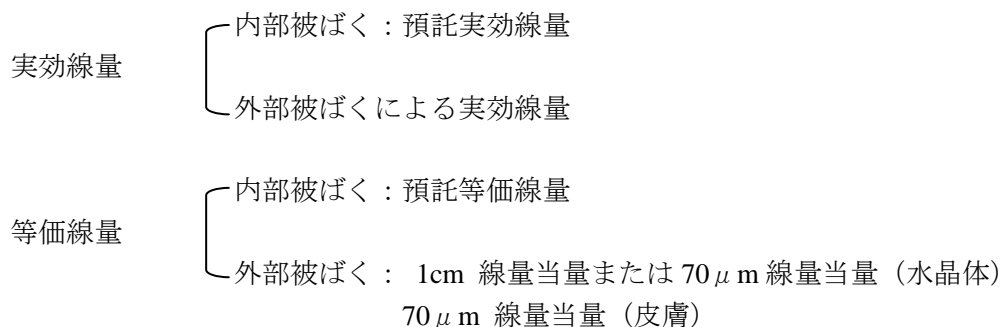 内部被ばく：預託実効線量
実効線量
外部被ばくによる実効線量
内部被ばく：預託等価線量
等価線量
外部被ばく： 1cm 線量当量または 70μm 線量当量（水晶体）
70μm 線量当量（皮膚）